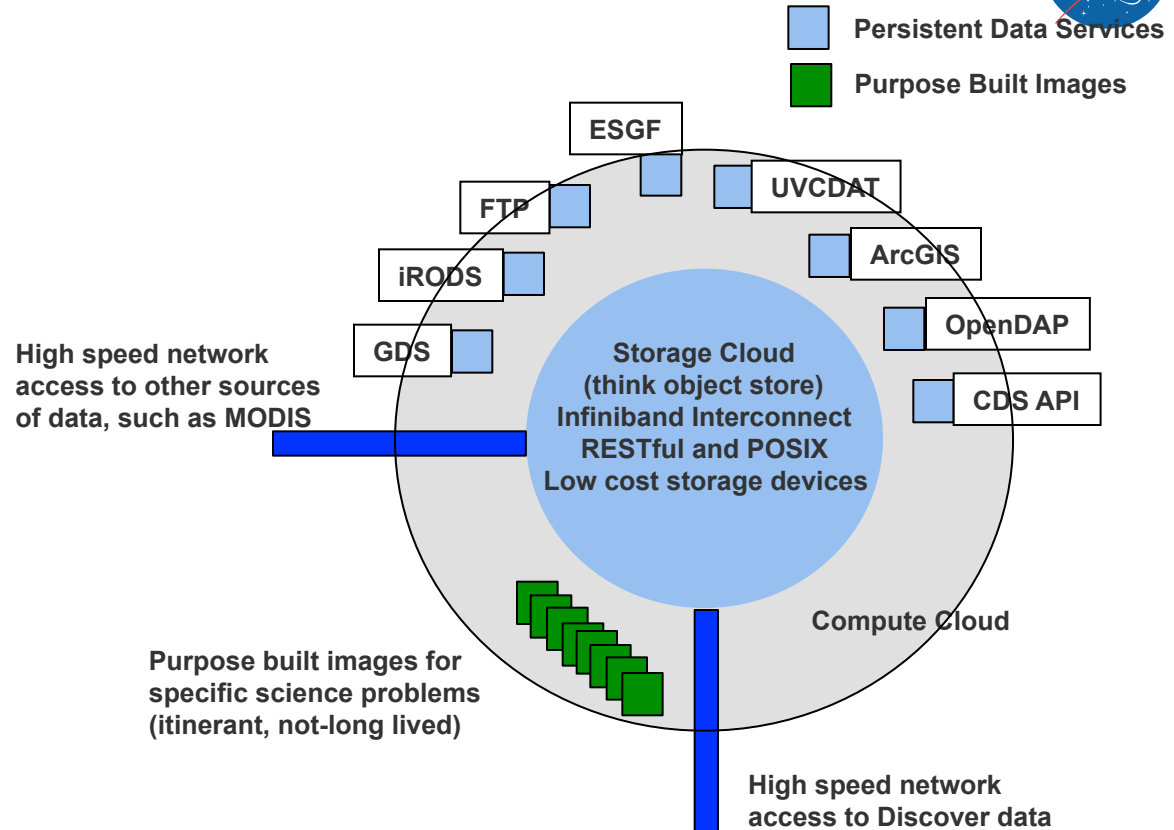 Persistent Data Services
Purpose Built Images
ESGF
UVCDAT
FTP
ArcGIS
iRODS
OpenDAP
GDS
CDS API
High speed network
access to other sources
of data, such as MODIS
Storage Cloud
(think object store)
Infiniband Interconnect
RESTful and POSIX
Low cost storage devices
Compute Cloud
Purpose built images for
specific science problems
(itinerant, not-long lived)
High speed network
access to Discover data